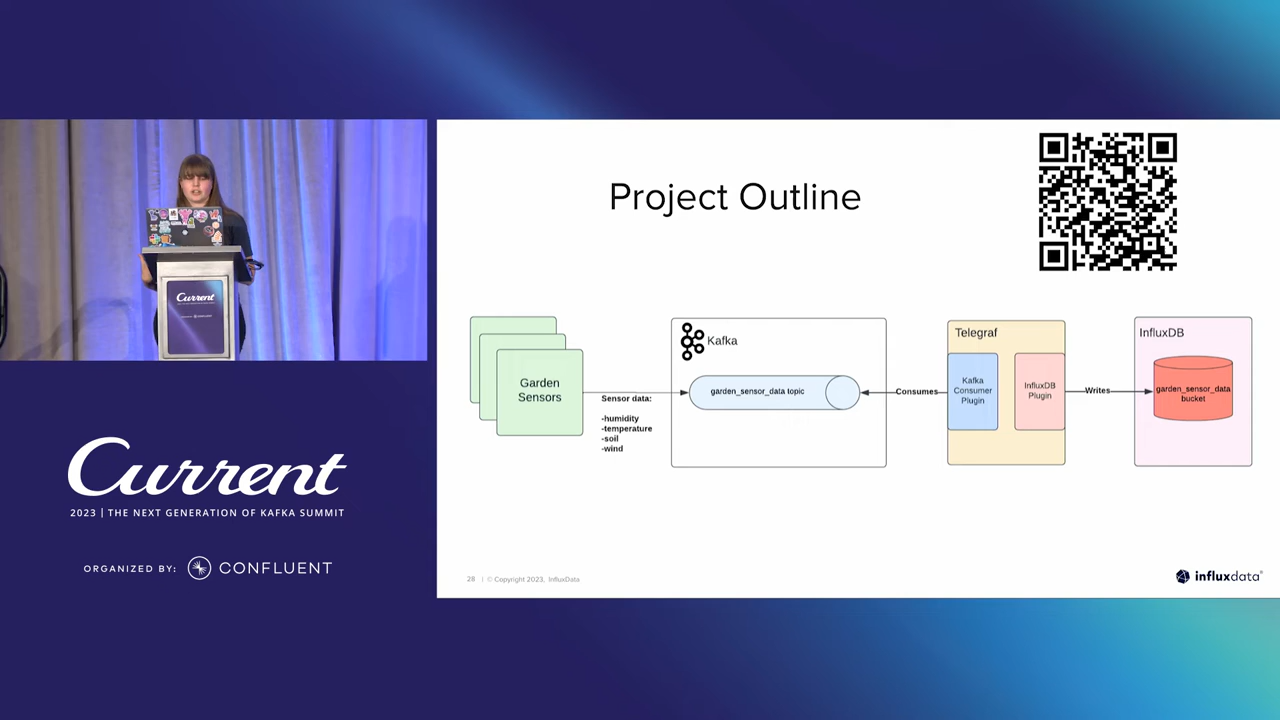 Project Outline
Garden
Sensors
Sensor data:
-humidity
-temperature
-soil
-wind
Kafka
garden_sensor_data topic
Consumes
Telegraf
Kafka
Consumer
Plugin
InfluxDB
Plugin
Writes
InfluxDB
garden_sensor_data
bucket
28 | © Copyright 2023, InfluxData
influxdata®
Current
Current
2023 | THE NEXT GENERATION OF KAFKA SUMMIT
ORGANIZED BY: CONFLUENT